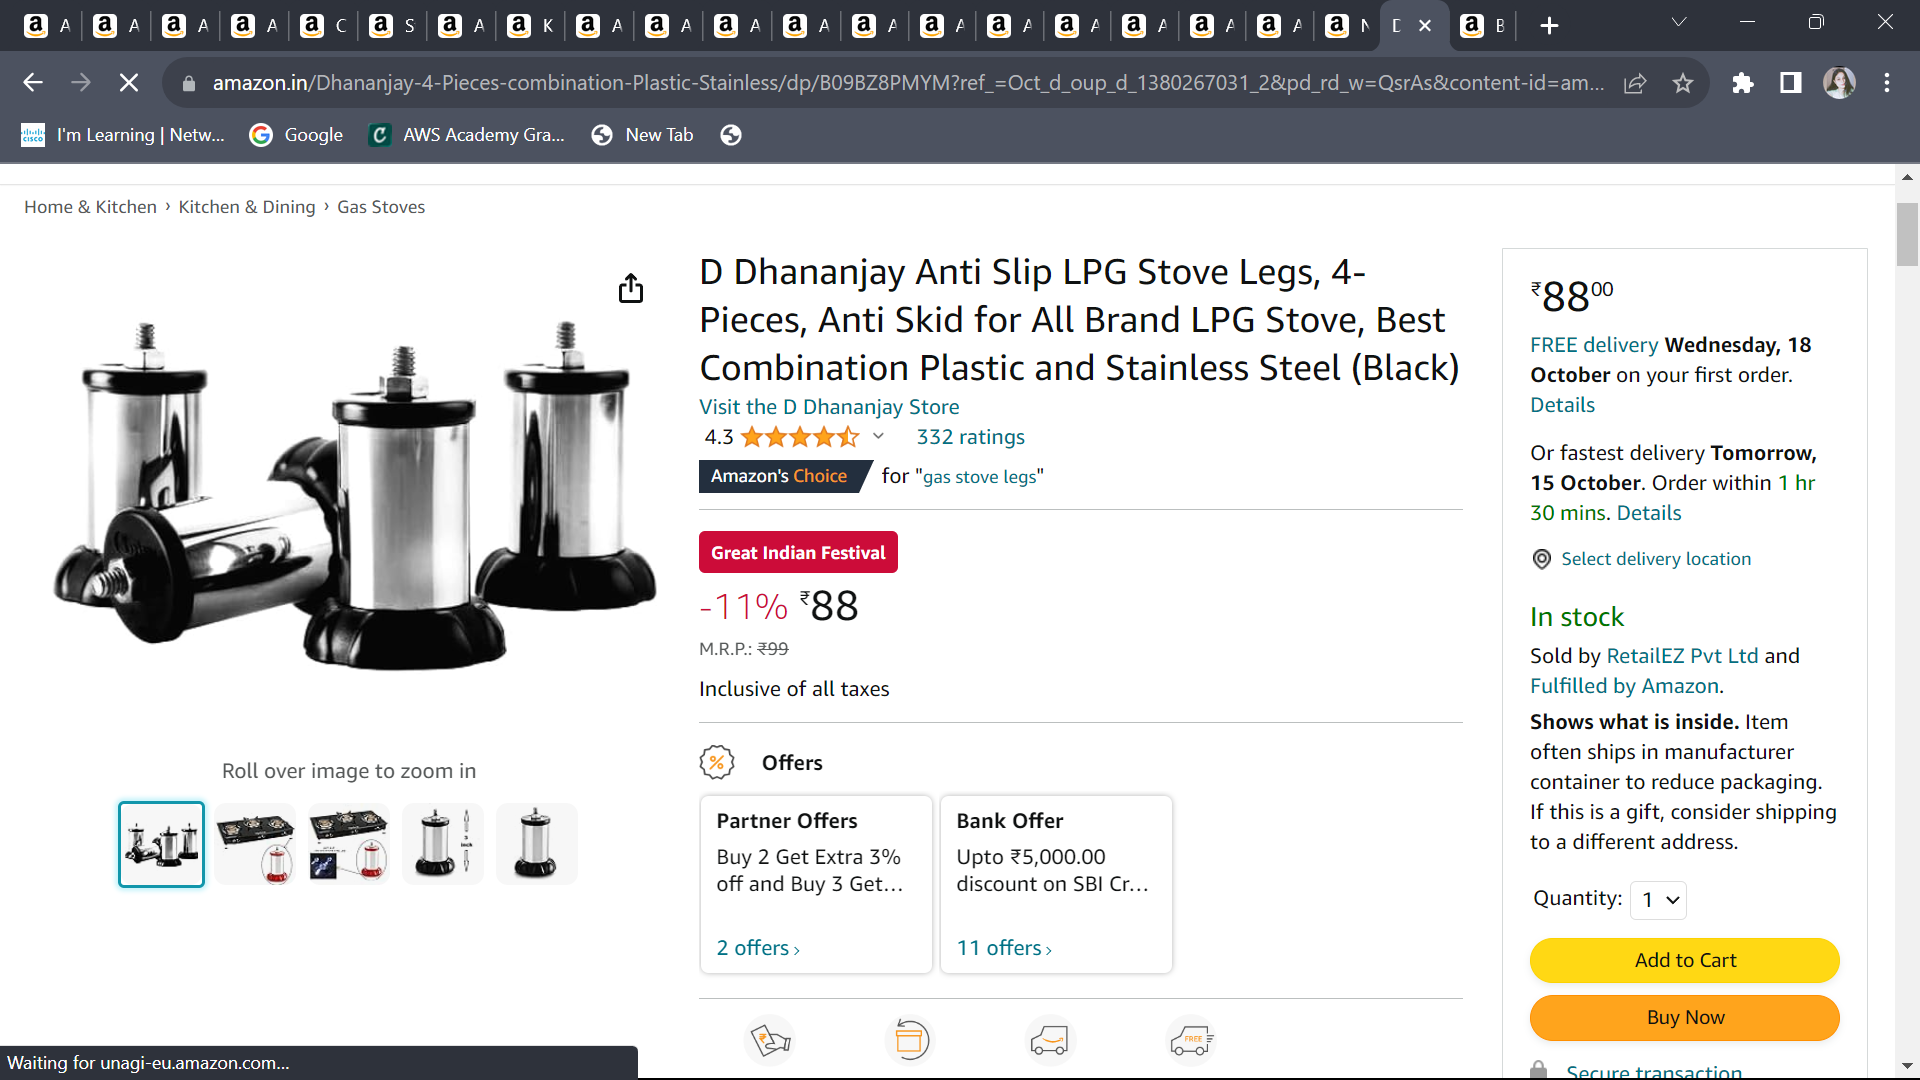 A A A A C S A K A A A A A A A A A A A N D B
amazon.in/Dhananjay-4-Pieces-combination-Plastic-Stainless/dp/B09BZ8PMYM?ref_=Oct_d_oup_d_1380267031_2&pd_rd_w=QsrAs&content-id=am...
I'm Learning | Netw... Google AWS Academy Gra... New Tab
Home & Kitchen › Kitchen & Dining › Gas Stoves
D Dhananjay Anti Slip LPG Stove Legs, 4-
Pieces, Anti Skid for All Brand LPG Stove, Best
Combination Plastic and Stainless Steel (Black)
Visit the D Dhananjay Store
4.3 332 ratings
Amazon's Choice for "gas stove legs"
Great Indian Festival
-11% ₹88
M.R.P.: ₹99
Inclusive of all taxes
Offers
Partner Offers
Buy 2 Get Extra 3%
off and Buy 3 Get...
2 offers ›
Bank Offer
Upto ₹5,000.00
discount on SBI Cr...
11 offers ›
FREE
Roll over image to zoom in
₹8800
FREE delivery Wednesday, 18
October on your first order.
Details
Or fastest delivery Tomorrow,
15 October. Order within 1 hr
30 mins. Details
Select delivery location
In stock
Sold by RetailEZ Pvt Ltd and
Fulfilled by Amazon.
Shows what is inside. Item
often ships in manufacturer
container to reduce packaging.
If this is a gift, consider shipping
to a different address.
Quantity: 1
Add to Cart
Buy Now
Secure transaction
Waiting for unagi-eu.amazon.com...